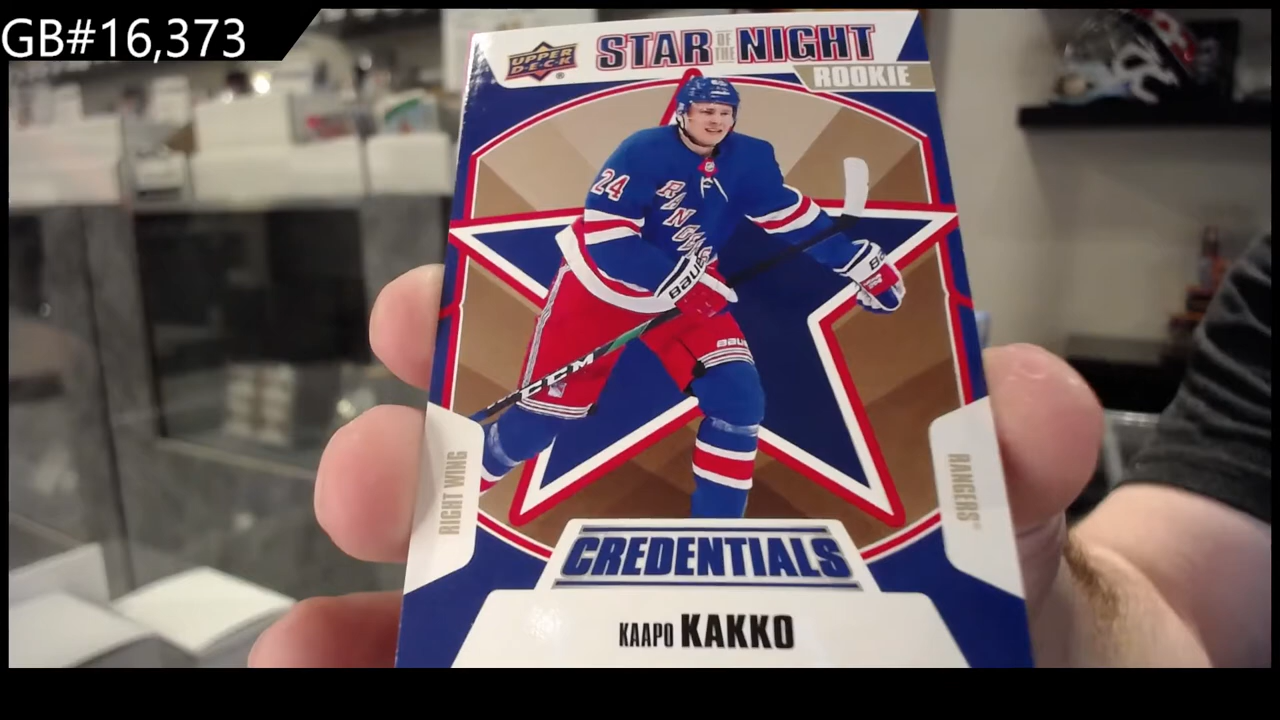 GB#16,373
UPPER
DECK®
STAR OF THE NIGHT
ROOKIE
24
RANGERS
BAUER
CCM
RIGHT WING
RANGERS®
CREDENTIALS
KAAPO KAKKO